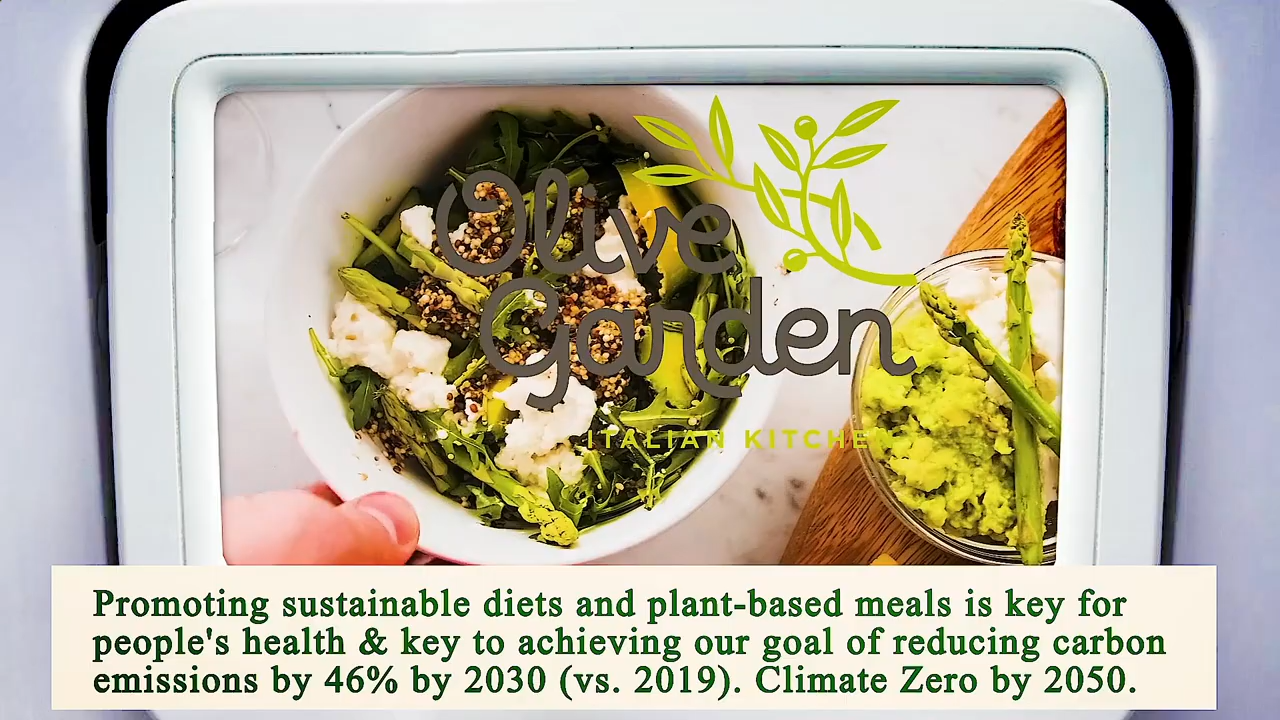 Olive
Garden
ITALIAN KITCHEN
Promoting sustainable diets and plant-based meals is key for
people's health & key to achieving our goal of reducing carbon
emissions by 46% by 2030 (vs. 2019). Climate Zero by 2050.